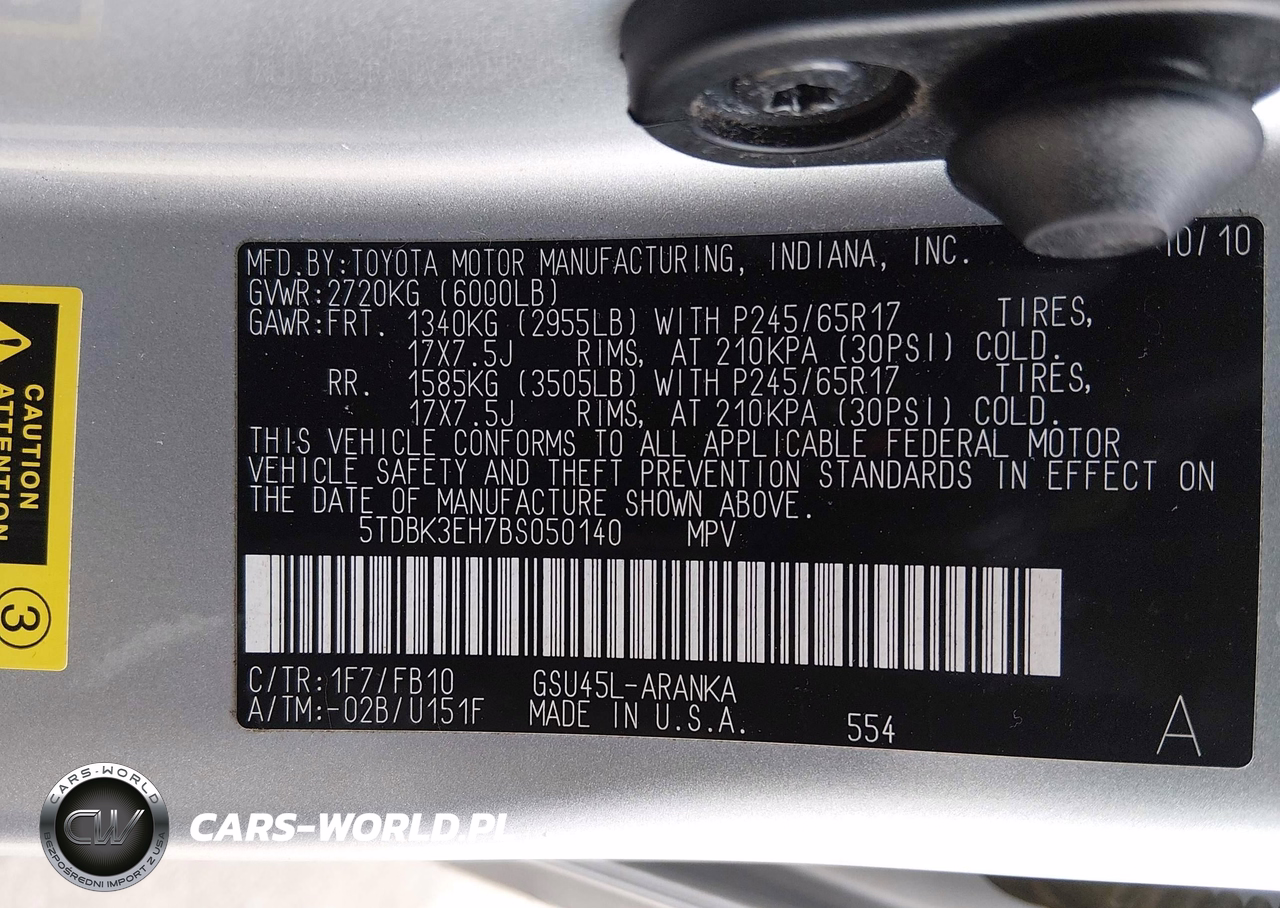 10/10
MFD.BY:TOYOTA MOTOR MANUFACTURING, INDIANA, INC.
GVWR:2720KG (6000LB)
GAWR:FRT. 1340KG (2955LB) WITH P245/65R17 TIRES,
17X7.5J RIMS, AT 210KPA (30PSI) COLD.
RR. 1585KG (3505LB) WITH P245/65R17 TIRES,
17X7.5J RIMS, AT 210KPA (30PSI) COLD.
THIS VEHICLE CONFORMS TO ALL APPLICABLE FEDERAL MOTOR
VEHICLE SAFETY AND THEFT PREVENTION STANDARDS IN EFFECT ON
THE DATE OF MANUFACTURE SHOWN ABOVE.
5TDBK3EH7BS050140 MPV
C/TR:1F7/FB10 GSU45L-ARANKA
A/TM:-02B/U151F MADE IN U.S.A. 554 A
CAUTION
ATTENTION
3
CARS-WORLD
CW
BEZPOŚREDNI IMPORT Z USA
CARS-WORLD.PL